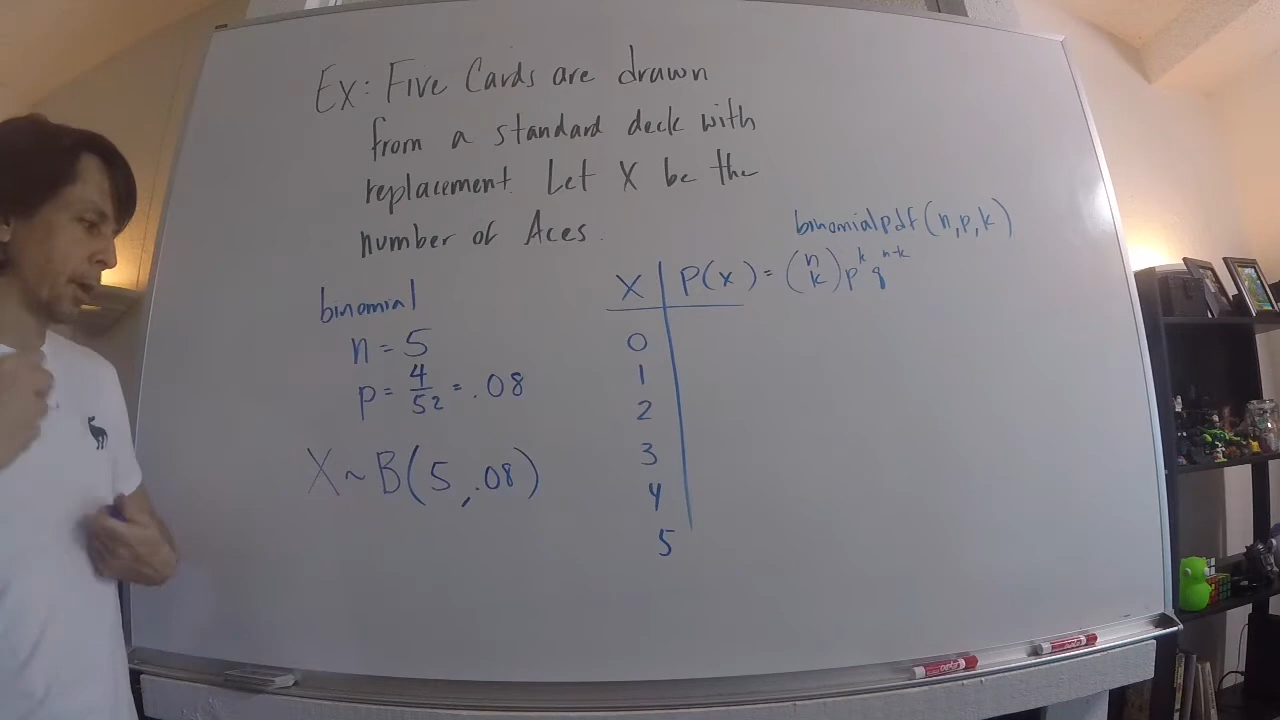 Ex: Five Cards are drawn
from a standard deck with
replacement. Let X be the
number of Aces.
binomial
n = 5
p = 4/52 = .08
X ~ B(5, .08)
binomialpdf(n,p,k)
X | P(x) = (n k) p^k q^n-k
0
1
2
3
4
5